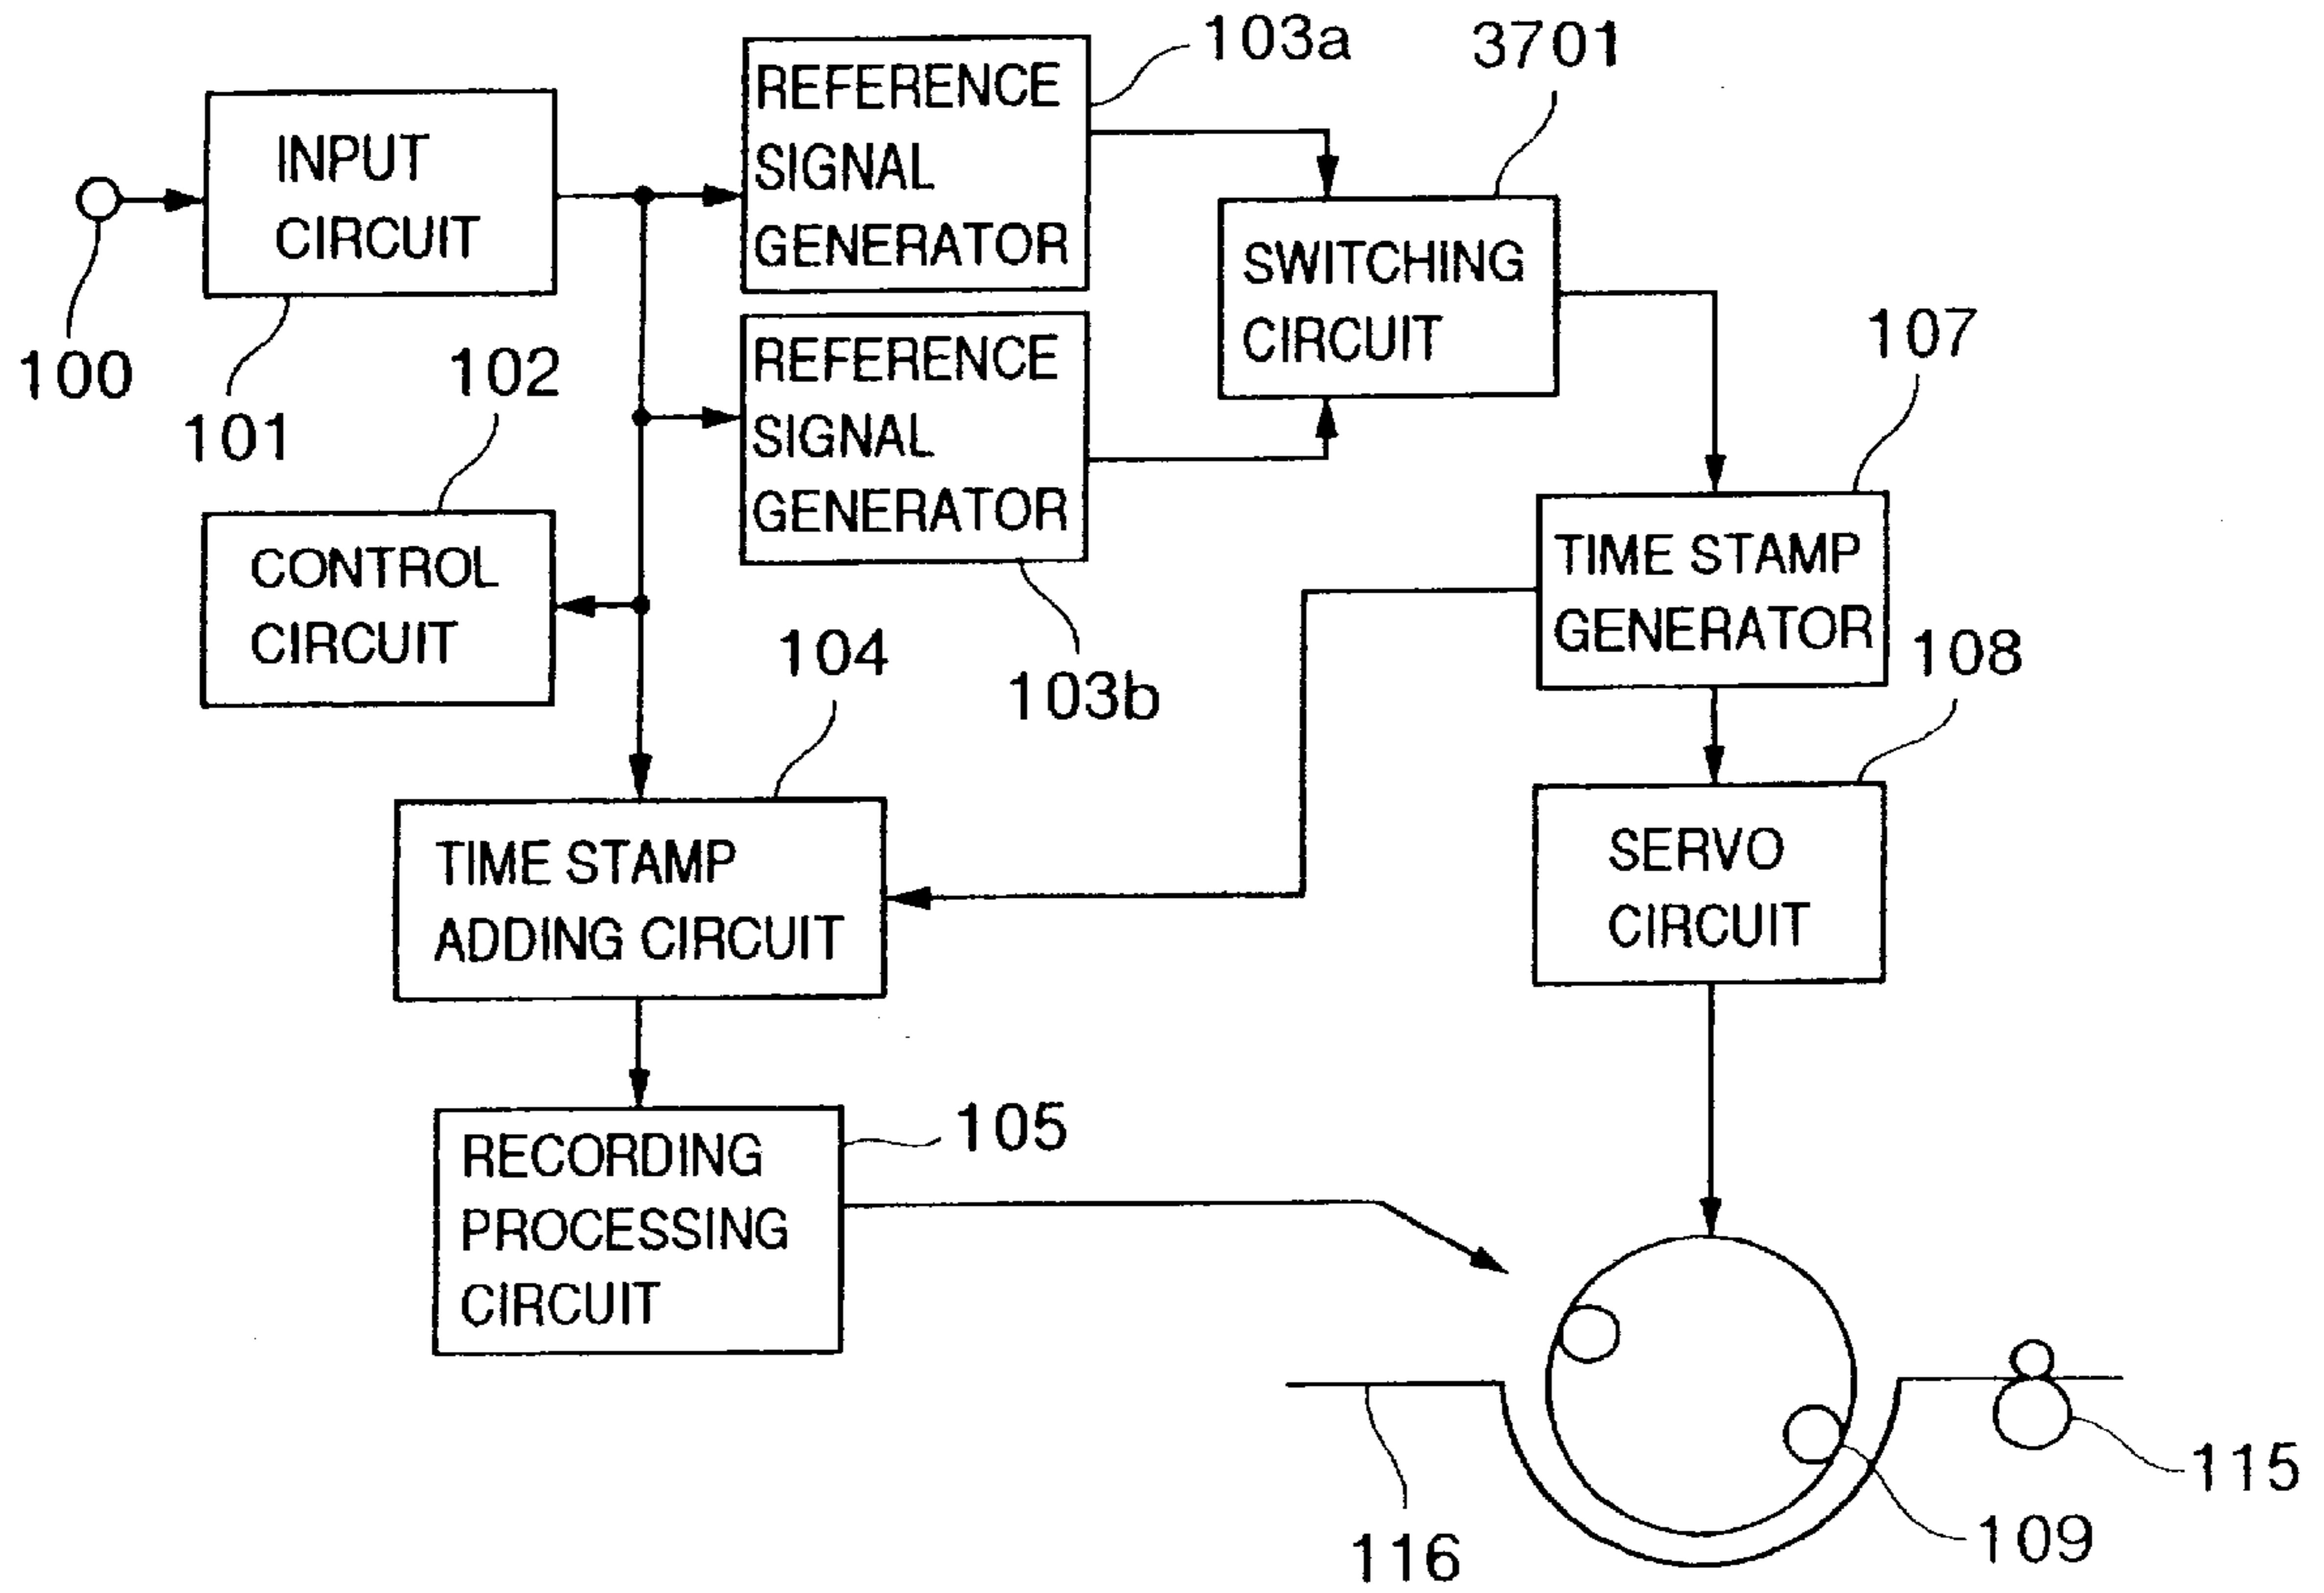 103a
3701
REFERENCE
SIGNAL
GENERATOR
INPUT
CIRCUIT
SWITCHING
CIRCUIT
100
101
102
REFERENCE
SIGNAL
GENERATOR
107
CONTROL
CIRCUIT
TIME STAMP
GENERATOR
104
103b
108
TIME STAMP
ADDING CIRCUIT
SERVO
CIRCUIT
RECORDING
PROCESSING
CIRCUIT
105
115
116
109